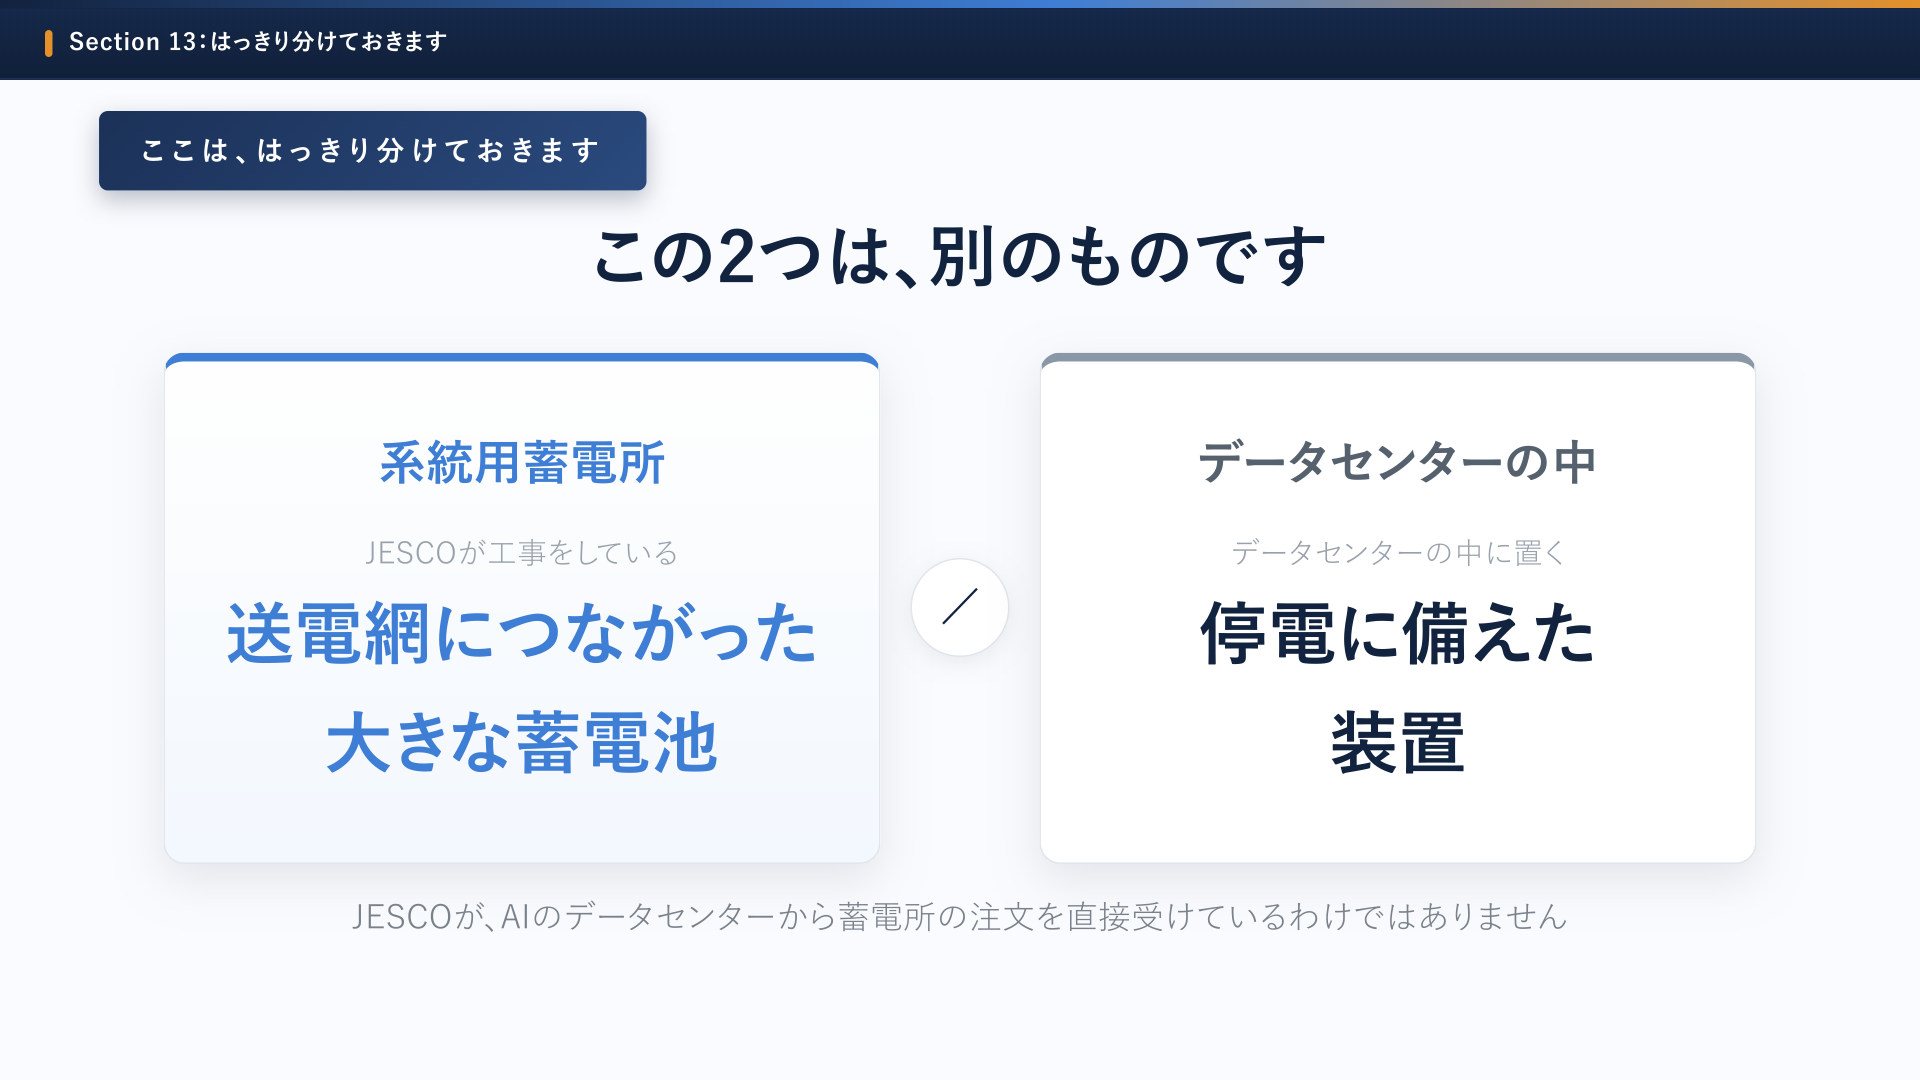 Section 13：はっきり分けておきます
ここは、はっきり分けておきます
この2つは、別のものです
系統用蓄電所
JESCOが工事をしている
送電網につながった
大きな蓄電池
／
データセンターの中
データセンターの中に置く
停電に備えた
装置
JESCOが、AIのデータセンターから蓄電所の注文を直接受けているわけではありません